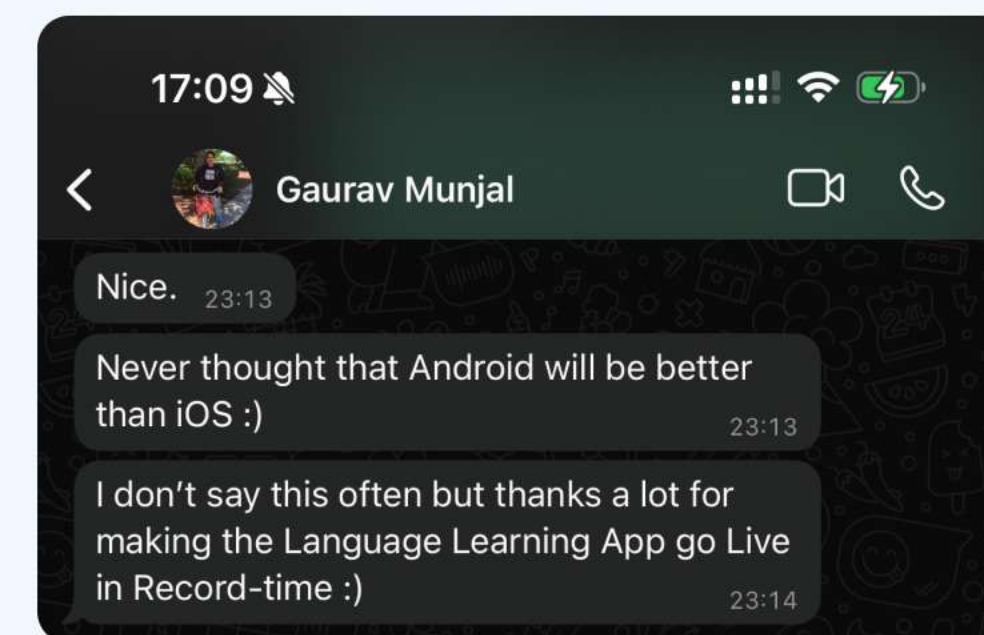 17:09
Gaurav Munjal
Nice. 23:13
Never thought that Android will be better
than iOS :) 23:13
I don't say this often but thanks a lot for
making the Language Learning App go Live
in Record-time :) 23:14